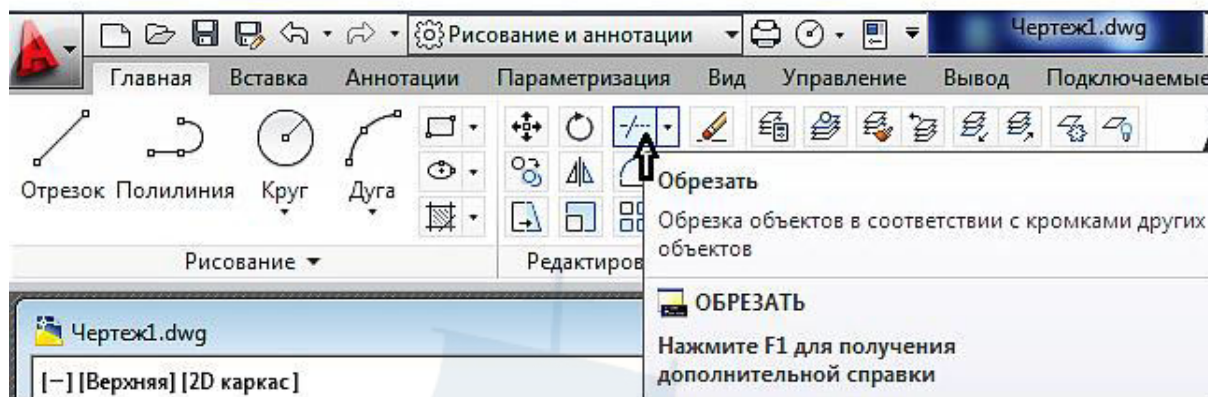 Рисование и аннотации
Чертеж1.dwg
Главная Вставка Аннотации Параметризация Вид Управление Вывод Подключаемые
Отрезок Полилиния Круг Дуга
Рисование
Редактиров
Обрезать
Обрезка объектов в соответствии с кромками других
объектов
ОБРЕЗАТЬ
Нажмите F1 для получения
дополнительной справки
Чертеж1.dwg
[−] [Верхняя] [2D каркас]